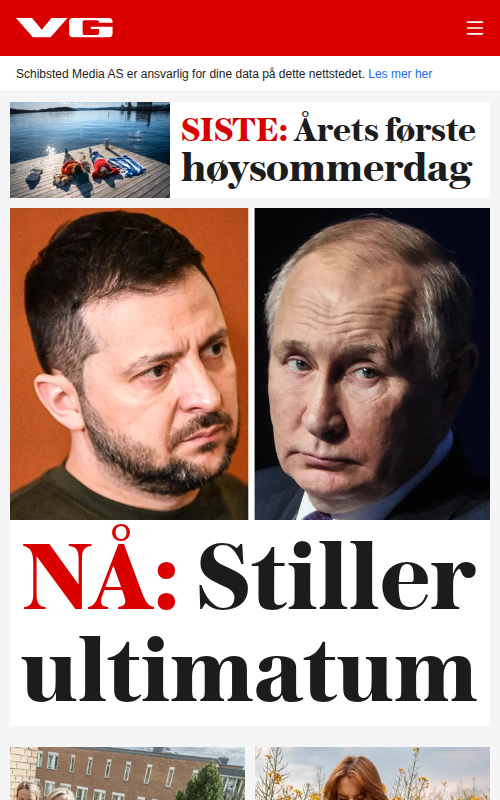 VG
Schibsted Media AS er ansvarlig for dine data på dette nettstedet. Les mer her
SISTE: Årets første
høysommerdag
NÅ: Stiller
ultimatum